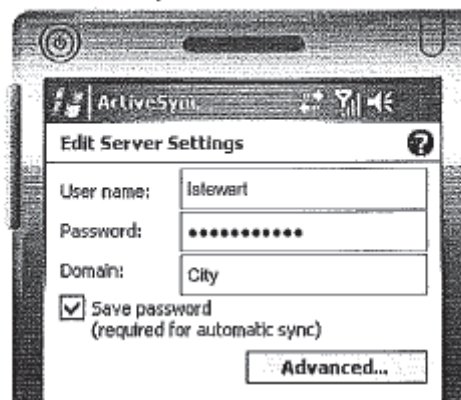 ActiveSync
Edit Server Settings
User name: lstewart
Password: •••••••••••
Domain: City
Save password
(required for automatic sync)
Advanced...